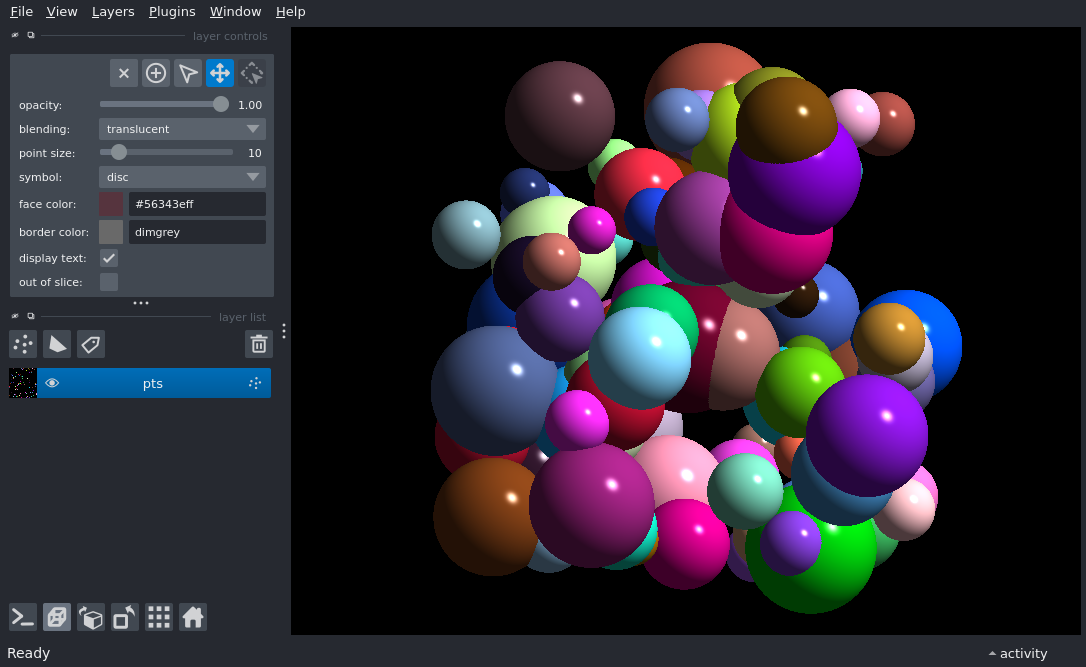 File View Layers Plugins Window Help
layer controls
opacity: 1.00
blending: translucent
point size: 10
symbol: disc
face color: #56343eff
border color: dimgrey
display text:
out of slice:
layer list
pts
Ready
activity